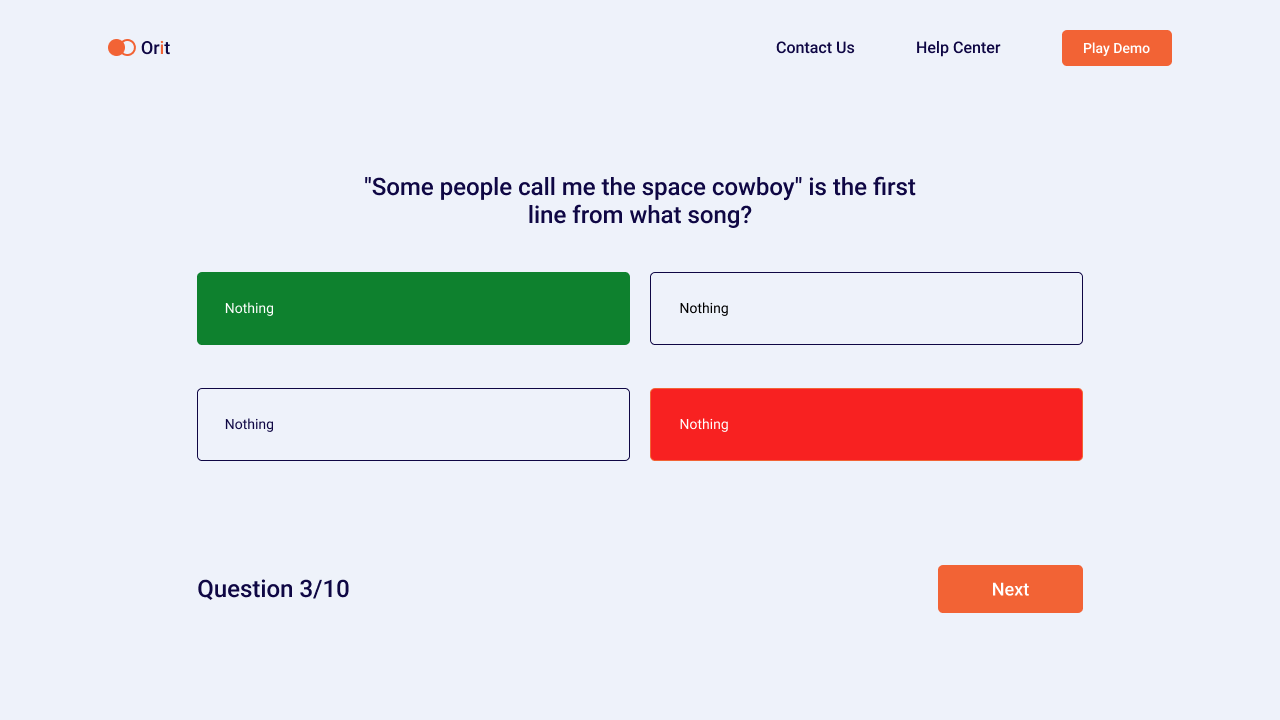 Orit
Contact Us
Help Center
Play Demo
"Some people call me the space cowboy" is the first
line from what song?
Nothing
Nothing
Nothing
Nothing
Question 3/10
Next